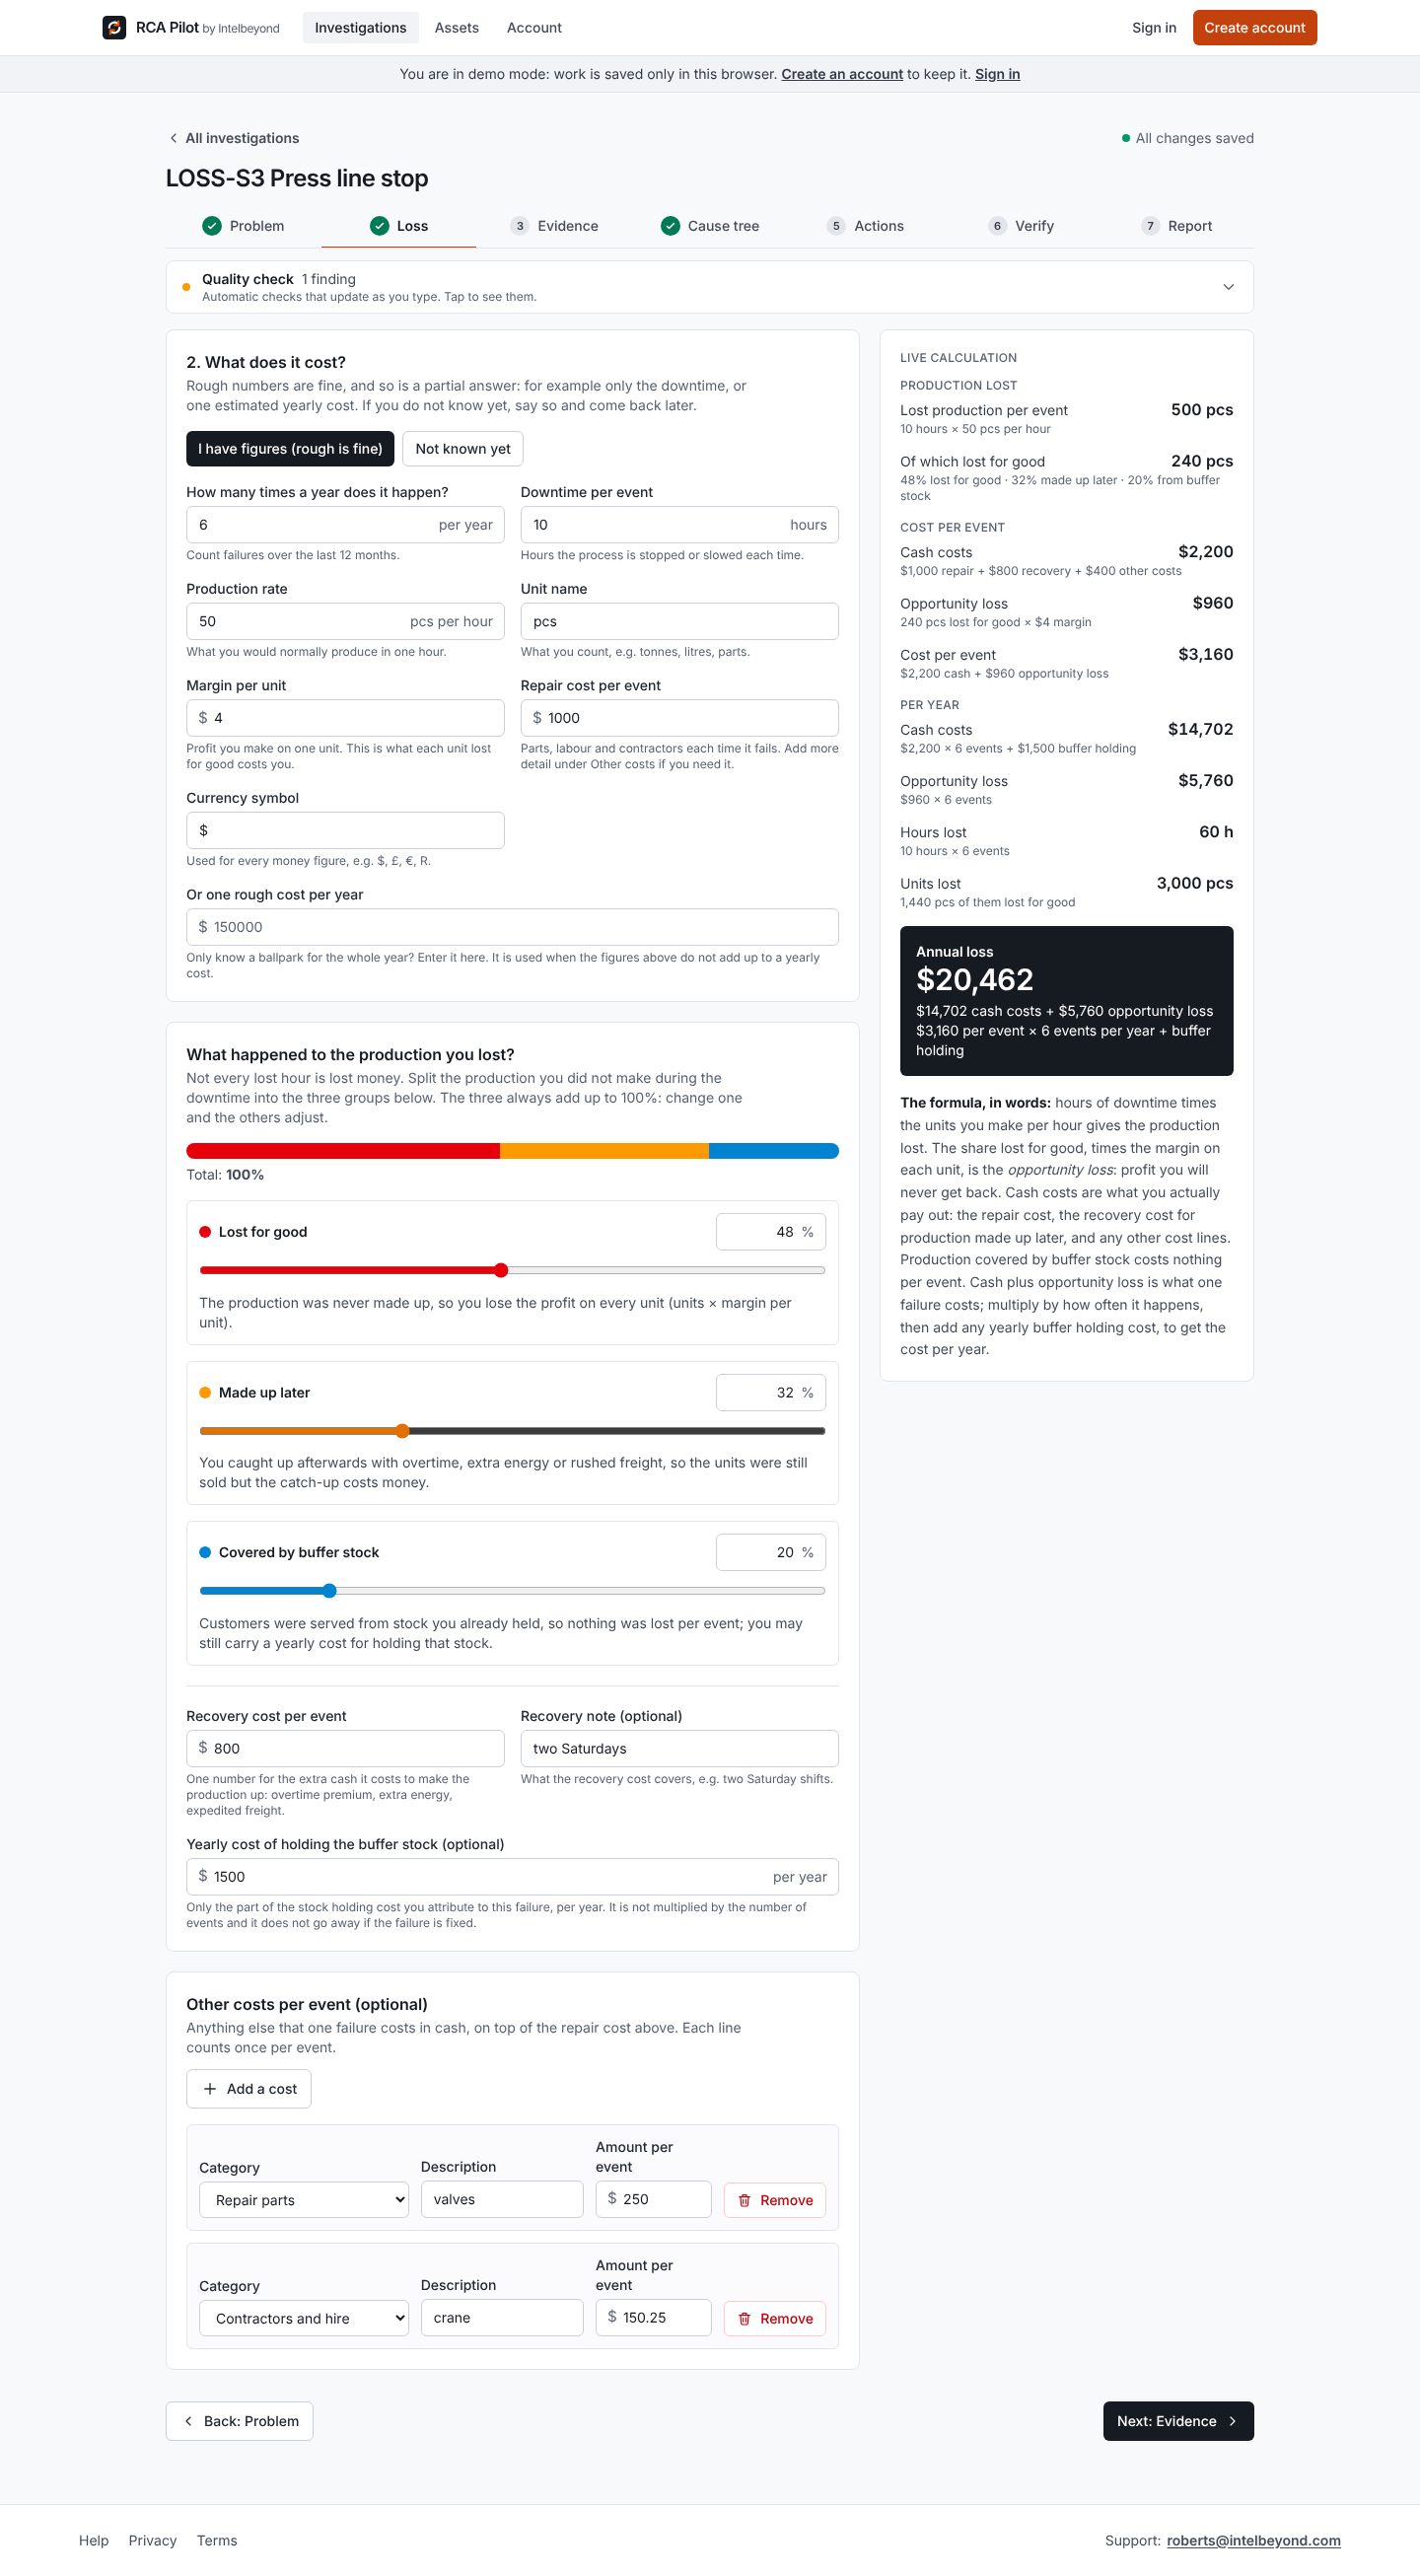 RCA Pilot by Intelbeyond
Investigations
Assets
Account
Sign in
Create account
You are in demo mode: work is saved only in this browser. Create an account to keep it. Sign in
All investigations
All changes saved
LOSS-S3 Press line stop
Problem
Loss
3 Evidence
Cause tree
5 Actions
6 Verify
7 Report
Quality check 1 finding
Automatic checks that update as you type. Tap to see them.
2. What does it cost?
Rough numbers are fine, and so is a partial answer: for example only the downtime, or
one estimated yearly cost. If you do not know yet, say so and come back later.
I have figures (rough is fine)
Not known yet
How many times a year does it happen?
6 per year
Count failures over the last 12 months.
Downtime per event
10 hours
Hours the process is stopped or slowed each time.
Production rate
50 pcs per hour
What you would normally produce in one hour.
Unit name
pcs
What you count, e.g. tonnes, litres, parts.
Margin per unit
$ 4
Profit you make on one unit. This is what each unit lost
for good costs you.
Repair cost per event
$ 1000
Parts, labour and contractors each time it fails. Add more
detail under Other costs if you need it.
Currency symbol
$
Used for every money figure, e.g. $, £, €, R.
Or one rough cost per year
$ 150000
Only know a ballpark for the whole year? Enter it here. It is used when the figures above do not add up to a yearly
cost.
What happened to the production you lost?
Not every lost hour is lost money. Split the production you did not make during the
downtime into the three groups below. The three always add up to 100%: change one
and the others adjust.
Total: 100%
Lost for good
48 %
The production was never made up, so you lose the profit on every unit (units × margin per
unit).
Made up later
32 %
You caught up afterwards with overtime, extra energy or rushed freight, so the units were still
sold but the catch-up costs money.
Covered by buffer stock
20 %
Customers were served from stock you already held, so nothing was lost per event; you may
still carry a yearly cost for holding that stock.
Recovery cost per event
$ 800
One number for the extra cash it costs to make the
production up: overtime premium, extra energy,
expedited freight.
Recovery note (optional)
two Saturdays
What the recovery cost covers, e.g. two Saturday shifts.
Yearly cost of holding the buffer stock (optional)
$ 1500 per year
Only the part of the stock holding cost you attribute to this failure, per year. It is not multiplied by the number of
events and it does not go away if the failure is fixed.
Other costs per event (optional)
Anything else that one failure costs in cash, on top of the repair cost above. Each line
counts once per event.
Add a cost
Category
Repair parts
Description
valves
Amount per
event
$ 250
Remove
Category
Contractors and hire
Description
crane
Amount per
event
$ 150.25
Remove
LIVE CALCULATION
PRODUCTION LOST
Lost production per event 500 pcs
10 hours × 50 pcs per hour
Of which lost for good 240 pcs
48% lost for good · 32% made up later · 20% from buffer
stock
COST PER EVENT
Cash costs $2,200
$1,000 repair + $800 recovery + $400 other costs
Opportunity loss $960
240 pcs lost for good × $4 margin
Cost per event $3,160
$2,200 cash + $960 opportunity loss
PER YEAR
Cash costs $14,702
$2,200 × 6 events + $1,500 buffer holding
Opportunity loss $5,760
$960 × 6 events
Hours lost 60 h
10 hours × 6 events
Units lost 3,000 pcs
1,440 pcs of them lost for good
Annual loss
$20,462
$14,702 cash costs + $5,760 opportunity loss
$3,160 per event × 6 events per year + buffer
holding
The formula, in words: hours of downtime times
the units you make per hour gives the production
lost. The share lost for good, times the margin on
each unit, is the opportunity loss: profit you will
never get back. Cash costs are what you actually
pay out: the repair cost, the recovery cost for
production made up later, and any other cost lines.
Production covered by buffer stock costs nothing
per event. Cash plus opportunity loss is what one
failure costs; multiply by how often it happens,
then add any yearly buffer holding cost, to get the
cost per year.
Back: Problem
Next: Evidence
Help
Privacy
Terms
Support: roberts@intelbeyond.com